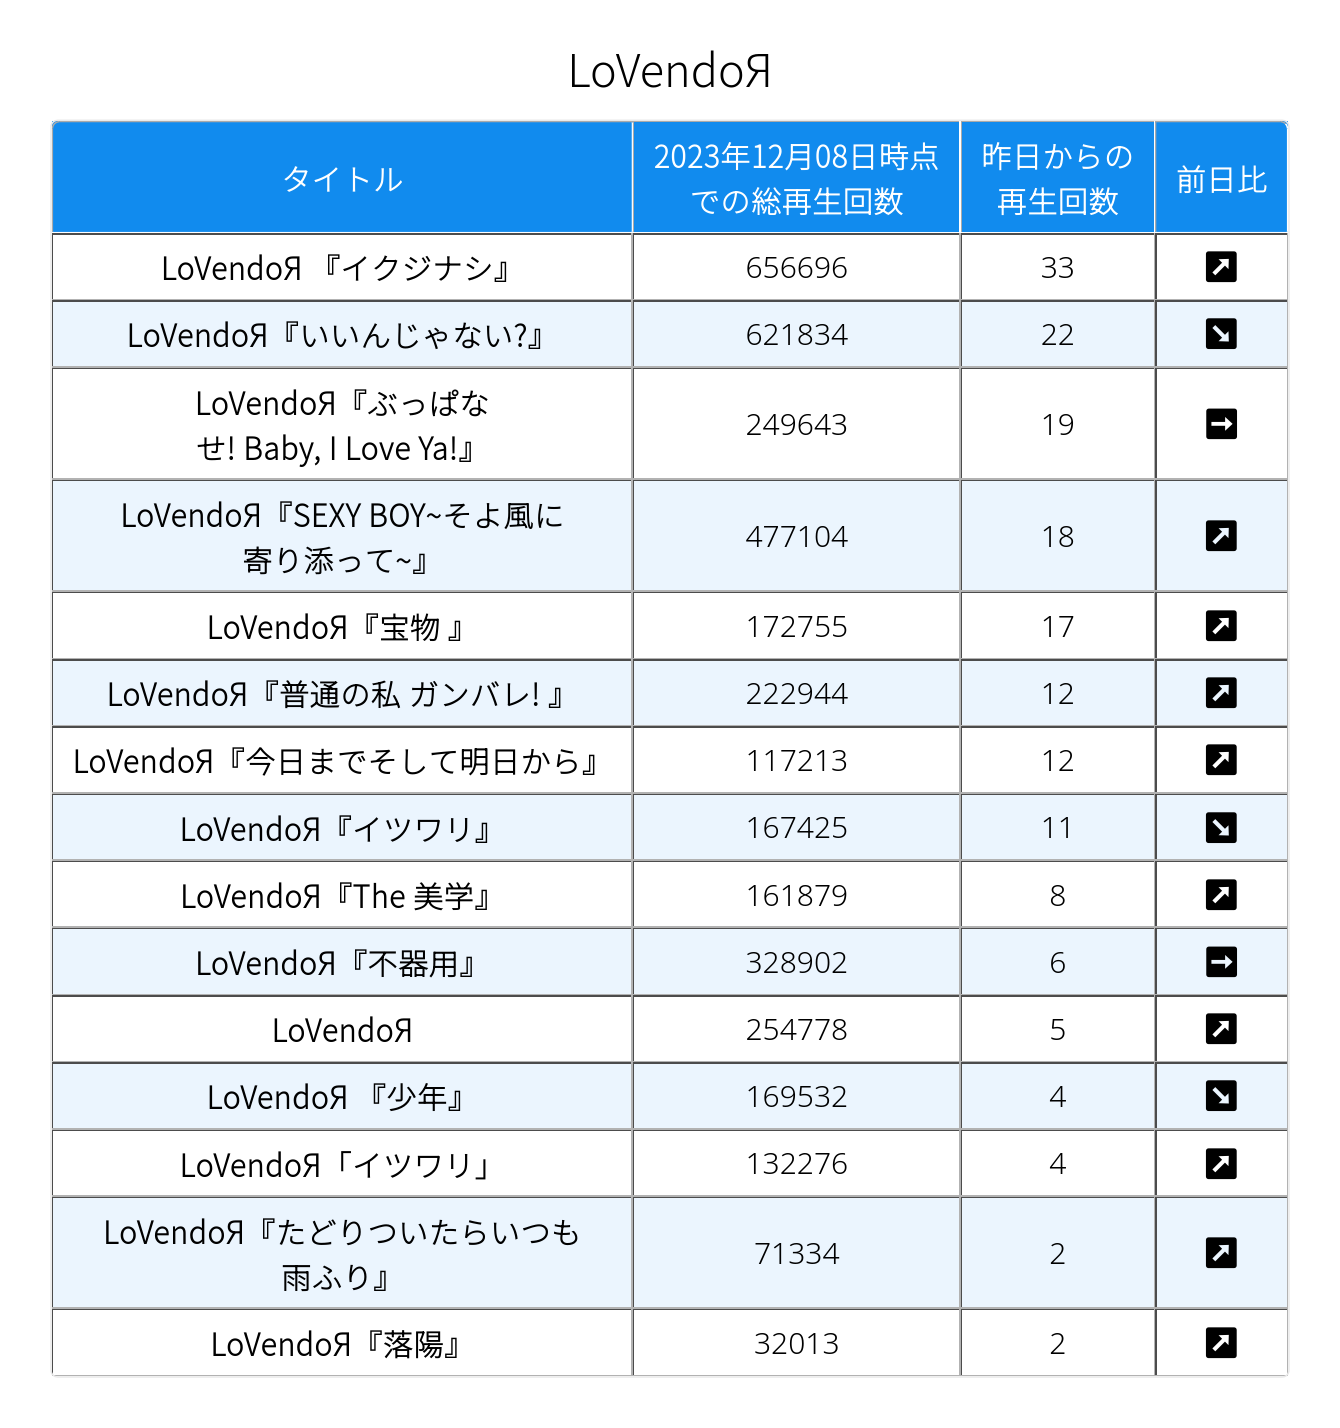 LoVendoЯ
タイトル
2023年12月08日時点
での総再生回数
昨日からの
再生回数
前日比
LoVendoЯ 『イクジナシ』
656696
33
LoVendoЯ『いいんじゃない?』
621834
22
LoVendoЯ『ぶっぱな
せ! Baby, I Love Ya!』
249643
19
LoVendoЯ『SEXY BOY~そよ風に
寄り添って~』
477104
18
LoVendoЯ『宝物 』
172755
17
LoVendoЯ『普通の私 ガンバレ! 』
222944
12
LoVendoЯ『今日までそして明日から』
117213
12
LoVendoЯ『イツワリ』
167425
11
LoVendoЯ『The 美学』
161879
8
LoVendoЯ『不器用』
328902
6
LoVendoЯ
254778
5
LoVendoЯ 『少年』
169532
4
LoVendoЯ「イツワリ」
132276
4
LoVendoЯ『たどりついたらいつも
雨ふり』
71334
2
LoVendoЯ『落陽』
32013
2